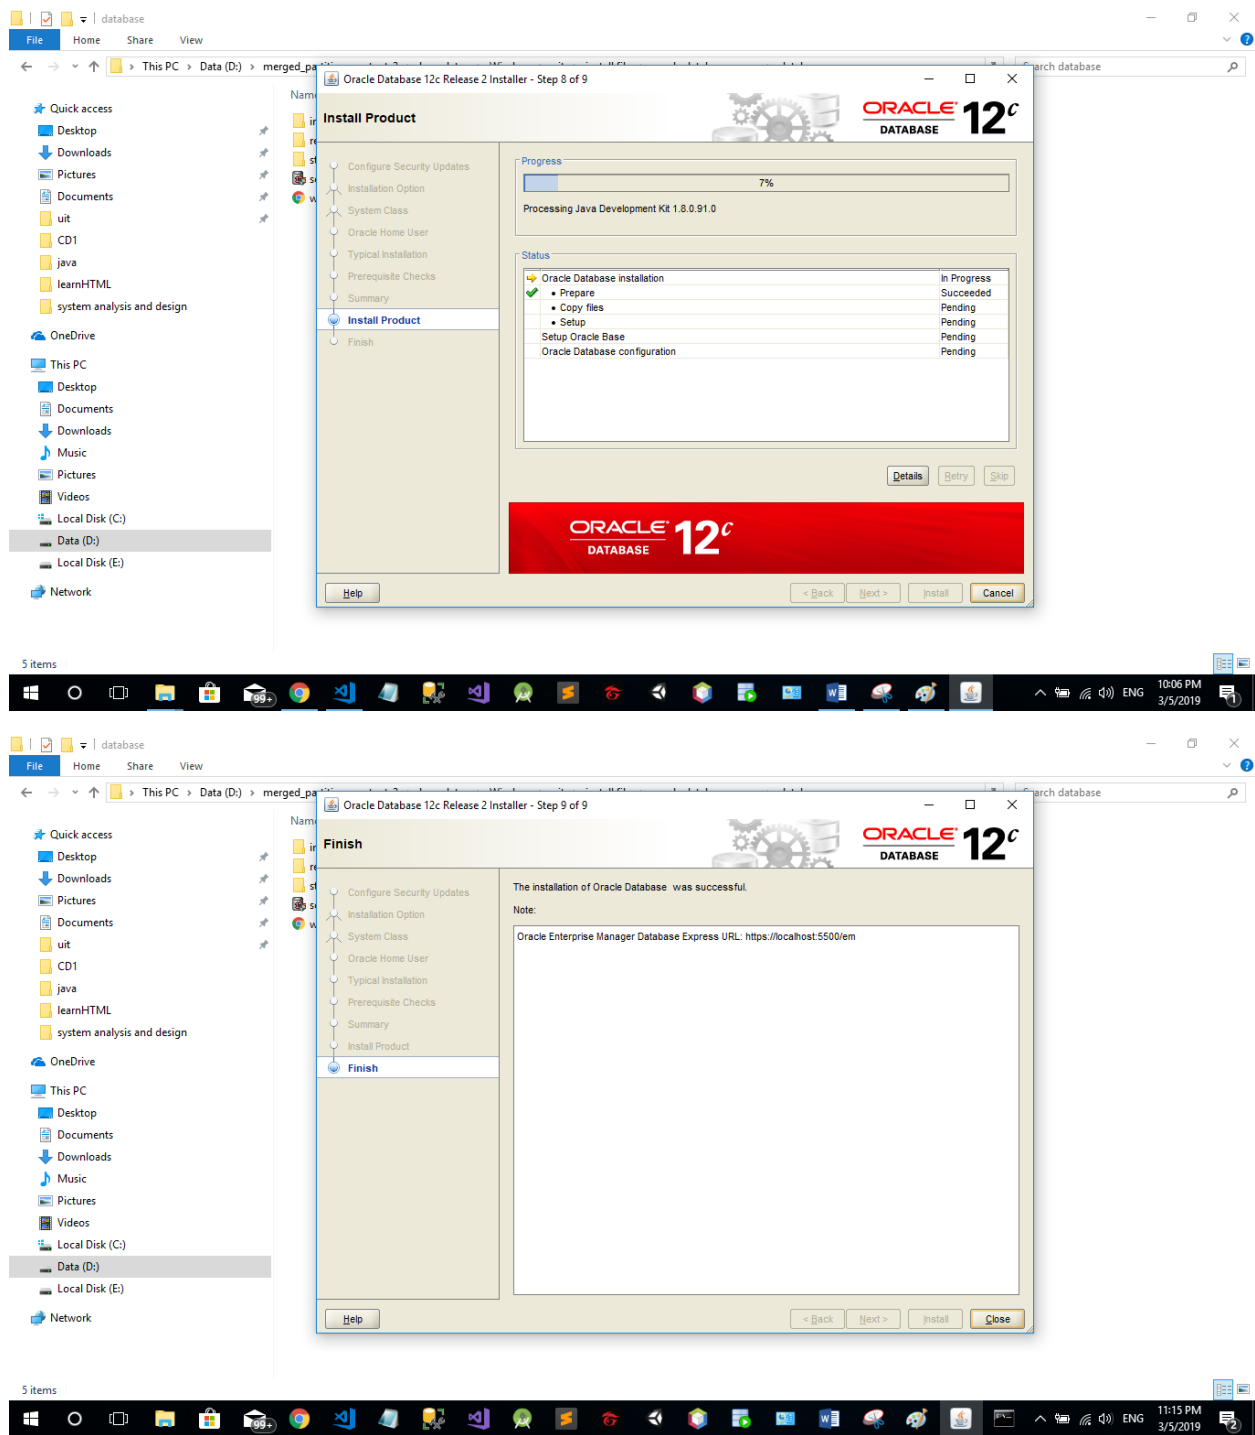 database
File Home Share View
This PC > Data (D:) > merged_pa
Search database
Quick access
Desktop
Downloads
Pictures
Documents
uit
CD1
java
learnHTML
system analysis and design
OneDrive
This PC
Desktop
Documents
Downloads
Music
Pictures
Videos
Local Disk (C:)
Data (D:)
Local Disk (E:)
Network
5 items
Oracle Database 12c Release 2 Installer - Step 8 of 9
Install Product
ORACLE DATABASE 12c
Configure Security Updates
Installation Option
System Class
Oracle Home User
Typical Installation
Prerequisite Checks
Summary
Install Product
Finish
Progress
7%
Processing Java Development Kit 1.8.0.91.0
Status
Oracle Database installation In Progress
• Prepare Succeeded
• Copy files Pending
• Setup Pending
Setup Oracle Base Pending
Oracle Database configuration Pending
Details Retry Skip
ORACLE DATABASE 12c
Help < Back Next > Install Cancel
99+
ENG
10:06 PM
3/5/2019
1
database
File Home Share View
This PC > Data (D:) > merged_pa
Search database
Quick access
Desktop
Downloads
Pictures
Documents
uit
CD1
java
learnHTML
system analysis and design
OneDrive
This PC
Desktop
Documents
Downloads
Music
Pictures
Videos
Local Disk (C:)
Data (D:)
Local Disk (E:)
Network
5 items
Oracle Database 12c Release 2 Installer - Step 9 of 9
Finish
ORACLE DATABASE 12c
Configure Security Updates
Installation Option
System Class
Oracle Home User
Typical Installation
Prerequisite Checks
Summary
Install Product
Finish
The installation of Oracle Database was successful.
Note:
Oracle Enterprise Manager Database Express URL: https://localhost:5500/em
Help < Back Next > Install Close
99+
ENG
11:15 PM
3/5/2019
2